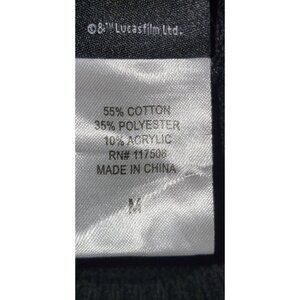 ©&™ Lucasfilm Ltd.
55% COTTON
35% POLYESTER
10% ACRYLIC
RN# 117508
MADE IN CHINA
M